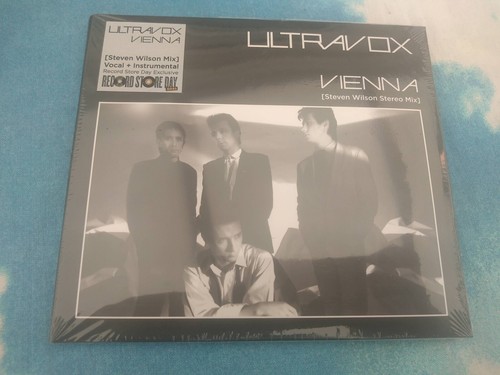 ULTRAVOX
VIENNA
[Steven Wilson Mix]
Vocal + Instrumental
Record Store Day Exclusive
RECORD STORE DAY
ULTRAVOX
VIENNA
[Steven Wilson Stereo Mix]